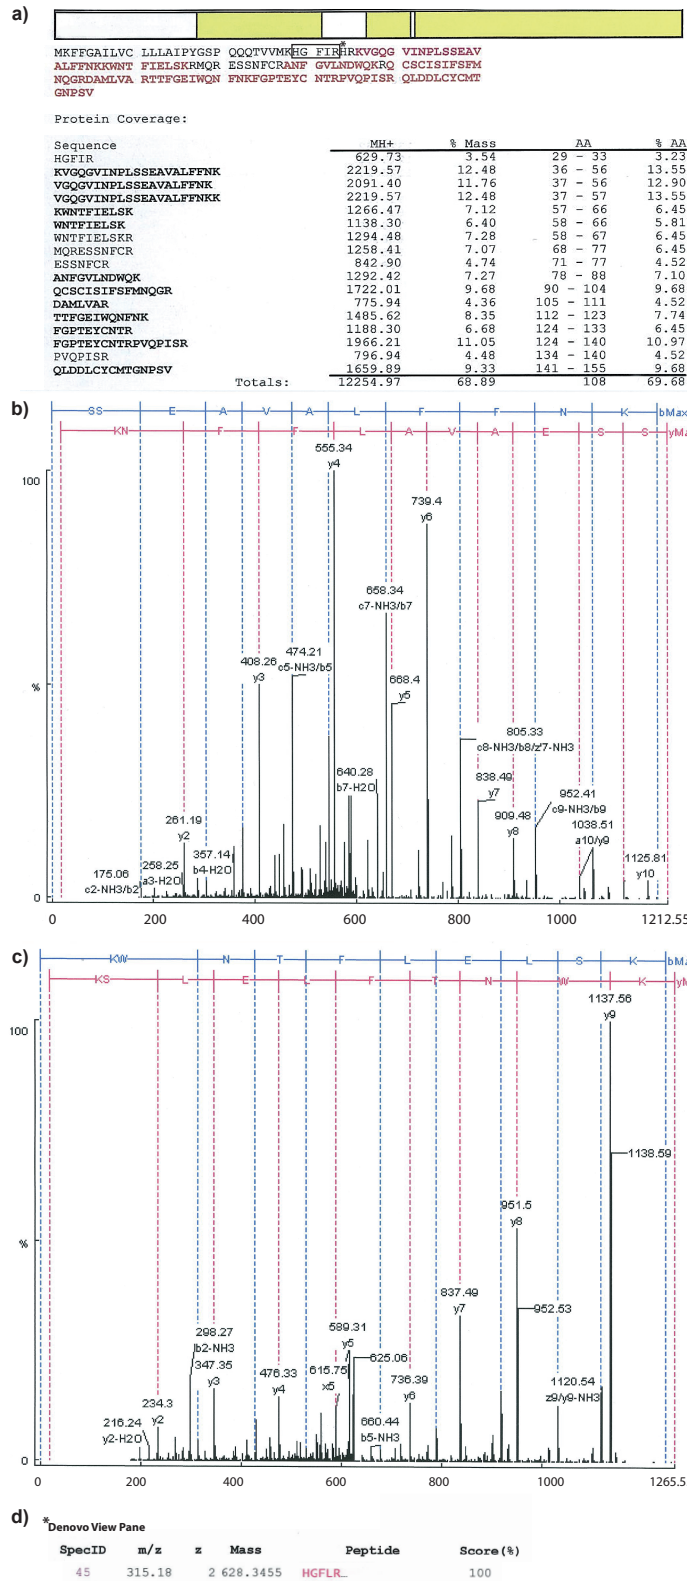 a)
MKFFGAILVC LLLAIPYGSP QQQTVVMKHG FIR*HRKVGQG VINPLSSEAV
ALFFNKKWNT FIELSKRMQR ESSNFCRANF GVLNDWQKRQ CSCISIFSFM
NQGRDAMLVA RTTFGEIWQN FNKFGPTEYC NTRPVQPISR QLDDLCYCMT
GNPSV
Protein Coverage:
Sequence MH+ % Mass AA % AA
HGFIR 629.73 3.54 29 - 33 3.23
KVGQGVINPLSSEAVALFFNK 2219.57 12.48 36 - 56 13.55
VGQGVINPLSSEAVALFFNK 2091.40 11.76 37 - 56 12.90
VGQGVINPLSSEAVALFFNKK 2219.57 12.48 37 - 57 13.55
KWNTFIELSK 1266.47 7.12 57 - 66 6.45
WNTFIELSK 1138.30 6.40 58 - 66 5.81
WNTFIELSKR 1294.48 7.28 58 - 67 6.45
MQRESSNFCR 1258.41 7.07 68 - 77 6.45
ESSNFCR 842.90 4.74 71 - 77 4.52
ANFGVLNDWQK 1292.42 7.27 78 - 88 7.10
QCSCISIFSFMNQGR 1722.01 9.68 90 - 104 9.68
DAMLVAR 775.94 4.36 105 - 111 4.52
TTFGEIWQNFNK 1485.62 8.35 112 - 123 7.74
FGPTEYCNTR 1188.30 6.68 124 - 133 6.45
FGPTEYCNTRPVQPISR 1966.21 11.05 124 - 140 10.97
PVQPISR 796.94 4.48 134 - 140 4.52
QLDDLCYCMTGNPSV 1659.89 9.33 141 - 155 9.68
Totals: 12254.97 68.89 108 69.68
b)
SS E A V A L F F N K bMax
KN F F L A V A E S S yMa
100
555.34
y4
739.4
y6
658.34
c7-NH3/b7
408.26
y3
474.21
c5-NH3/b5
668.4
y5
%
805.33
c8-NH3/b8/z7-NH3
640.28
b7-H2O
838.49
y7
952.41
c9-NH3/b9
909.48
y8
1038.51
a10/y9
261.19
y2
357.14
b4-H2O
258.25
a3-H2O
175.06
c2-NH3/b2
1125.81
y10
0
0 200 400 600 800 1000 1212.55
c)
KW N T F L E L S K bMa
KS L E L F T N W K yM
100
1137.56
y9
1138.59
951.5
y8
%
837.49
y7
952.53
298.27
b2-NH3
347.35
y3
589.31
y5
625.06
615.75
x5
476.33
y4
736.39
y6
1120.54
z9/y9-NH3
234.3
y2
216.24
y2-H2O
660.44
b5-NH3
0
0 200 400 600 800 1000 1265.5
d) *Denovo View Pane
SpecID m/z z Mass Peptide Score(%)
45 315.18 2 628.3455 HGFLR_ 100